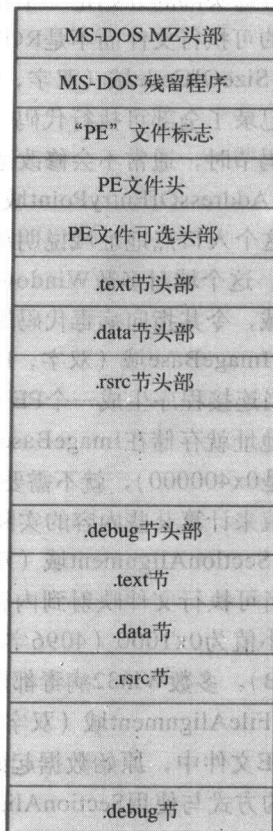 MS-DOS MZ头部
MS-DOS 残留程序
“PE”文件标志
PE文件头
PE文件可选头部
.text节头部
.data节头部
.rsrc节头部
.debug节头部
.text节
.data节
.rsrc节
.debug节